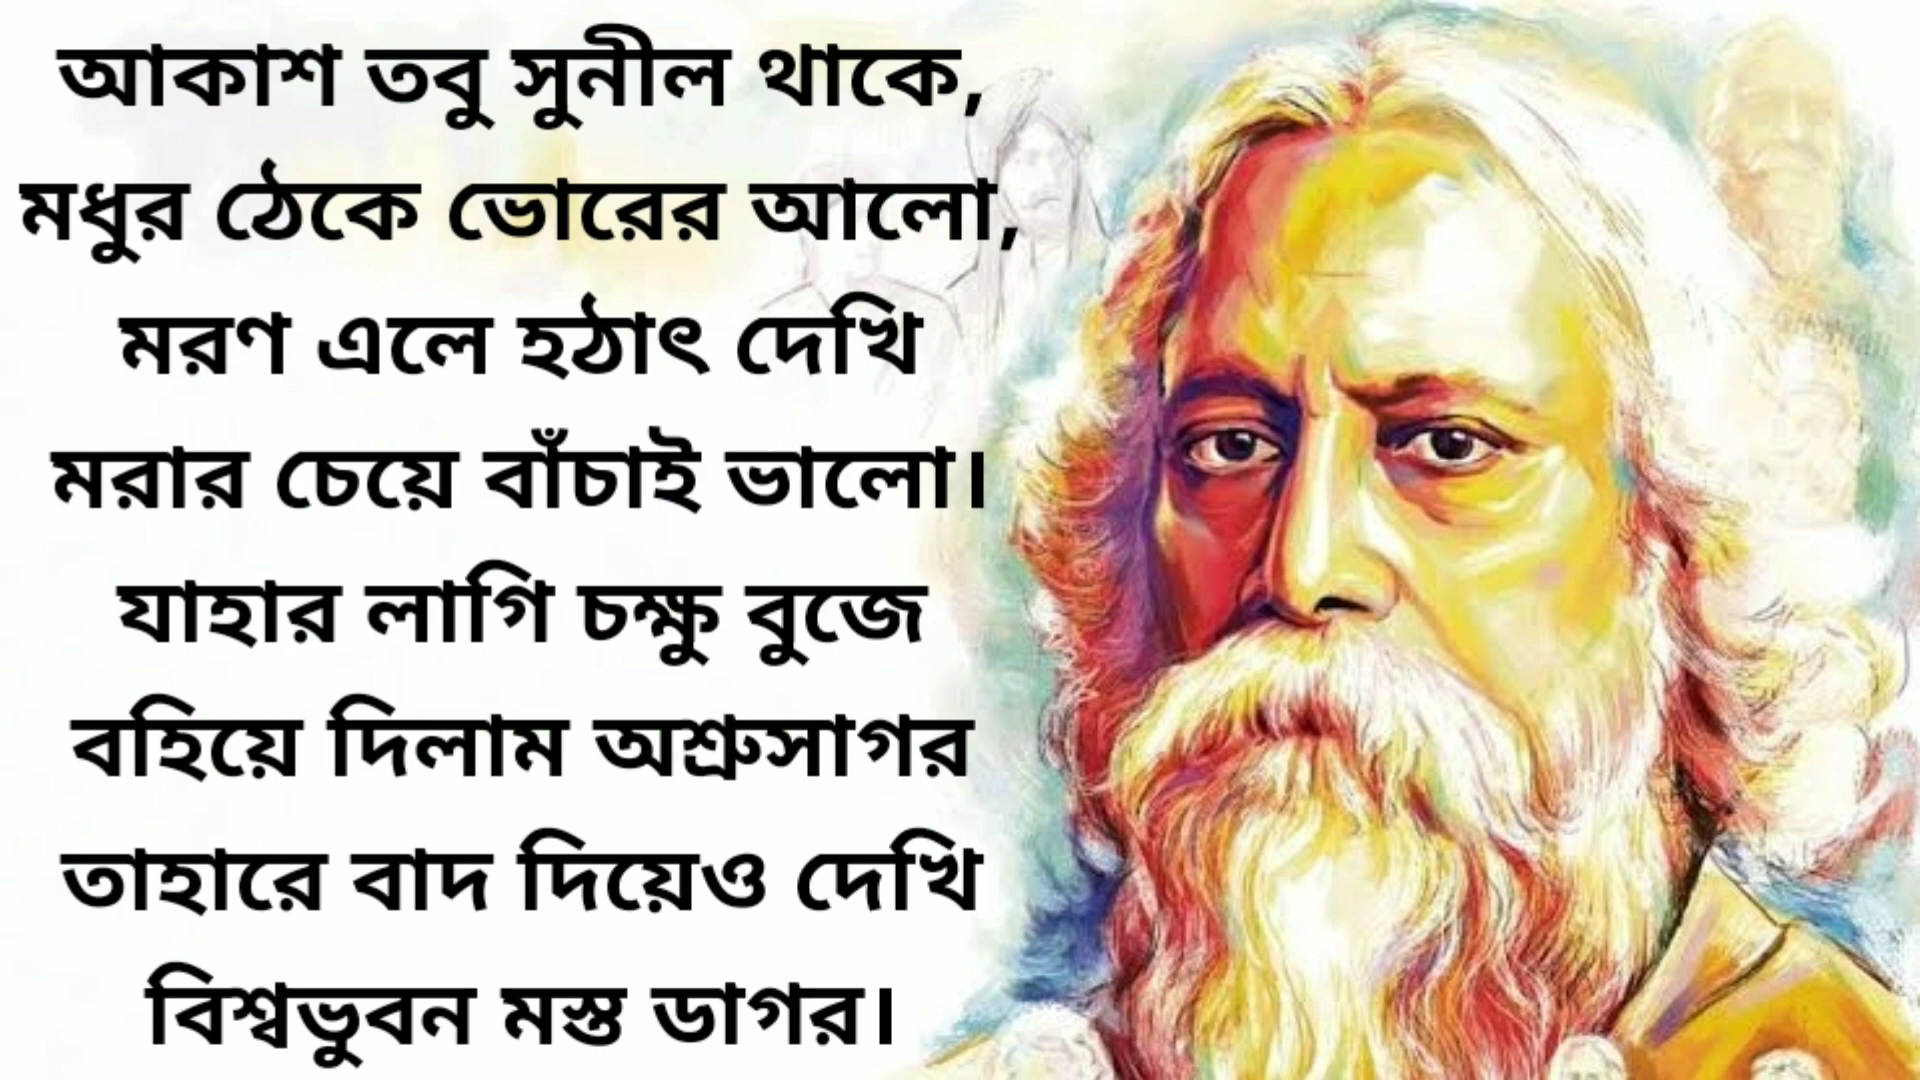 আকাশ তবু সুনীল থাকে,
মধুর ঠেকে ভোরের আলো,
মরণ এলে হঠাৎ দেখি
মরার চেয়ে বাঁচাই ভালো।
যাহার লাগি চক্ষু বুজে
বহিয়ে দিলাম অশ্রুসাগর
তাহারে বাদ দিয়েও দেখি
বিশ্বভুবন মস্ত ডাগর।